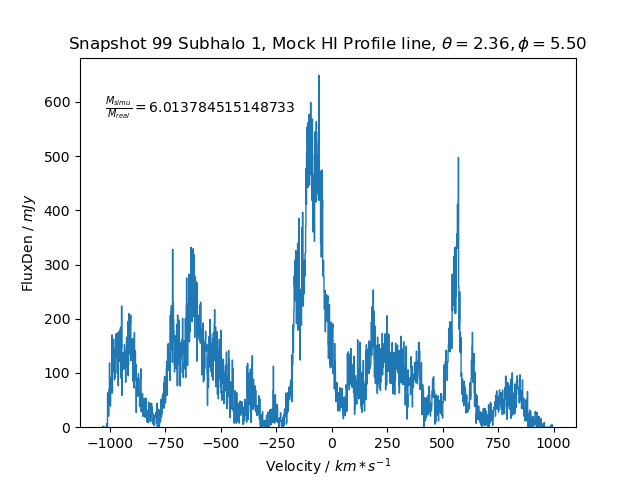 Snapshot 99 Subhalo 1, Mock HI Profile line, θ = 2.36, ϕ = 5.50
M_simu/M_real = 6.013784515148733
FluxDen / mJy
600
500
400
300
200
100
0
−1000 −750 −500 −250 0 250 500 750 1000
Velocity / km * s⁻¹